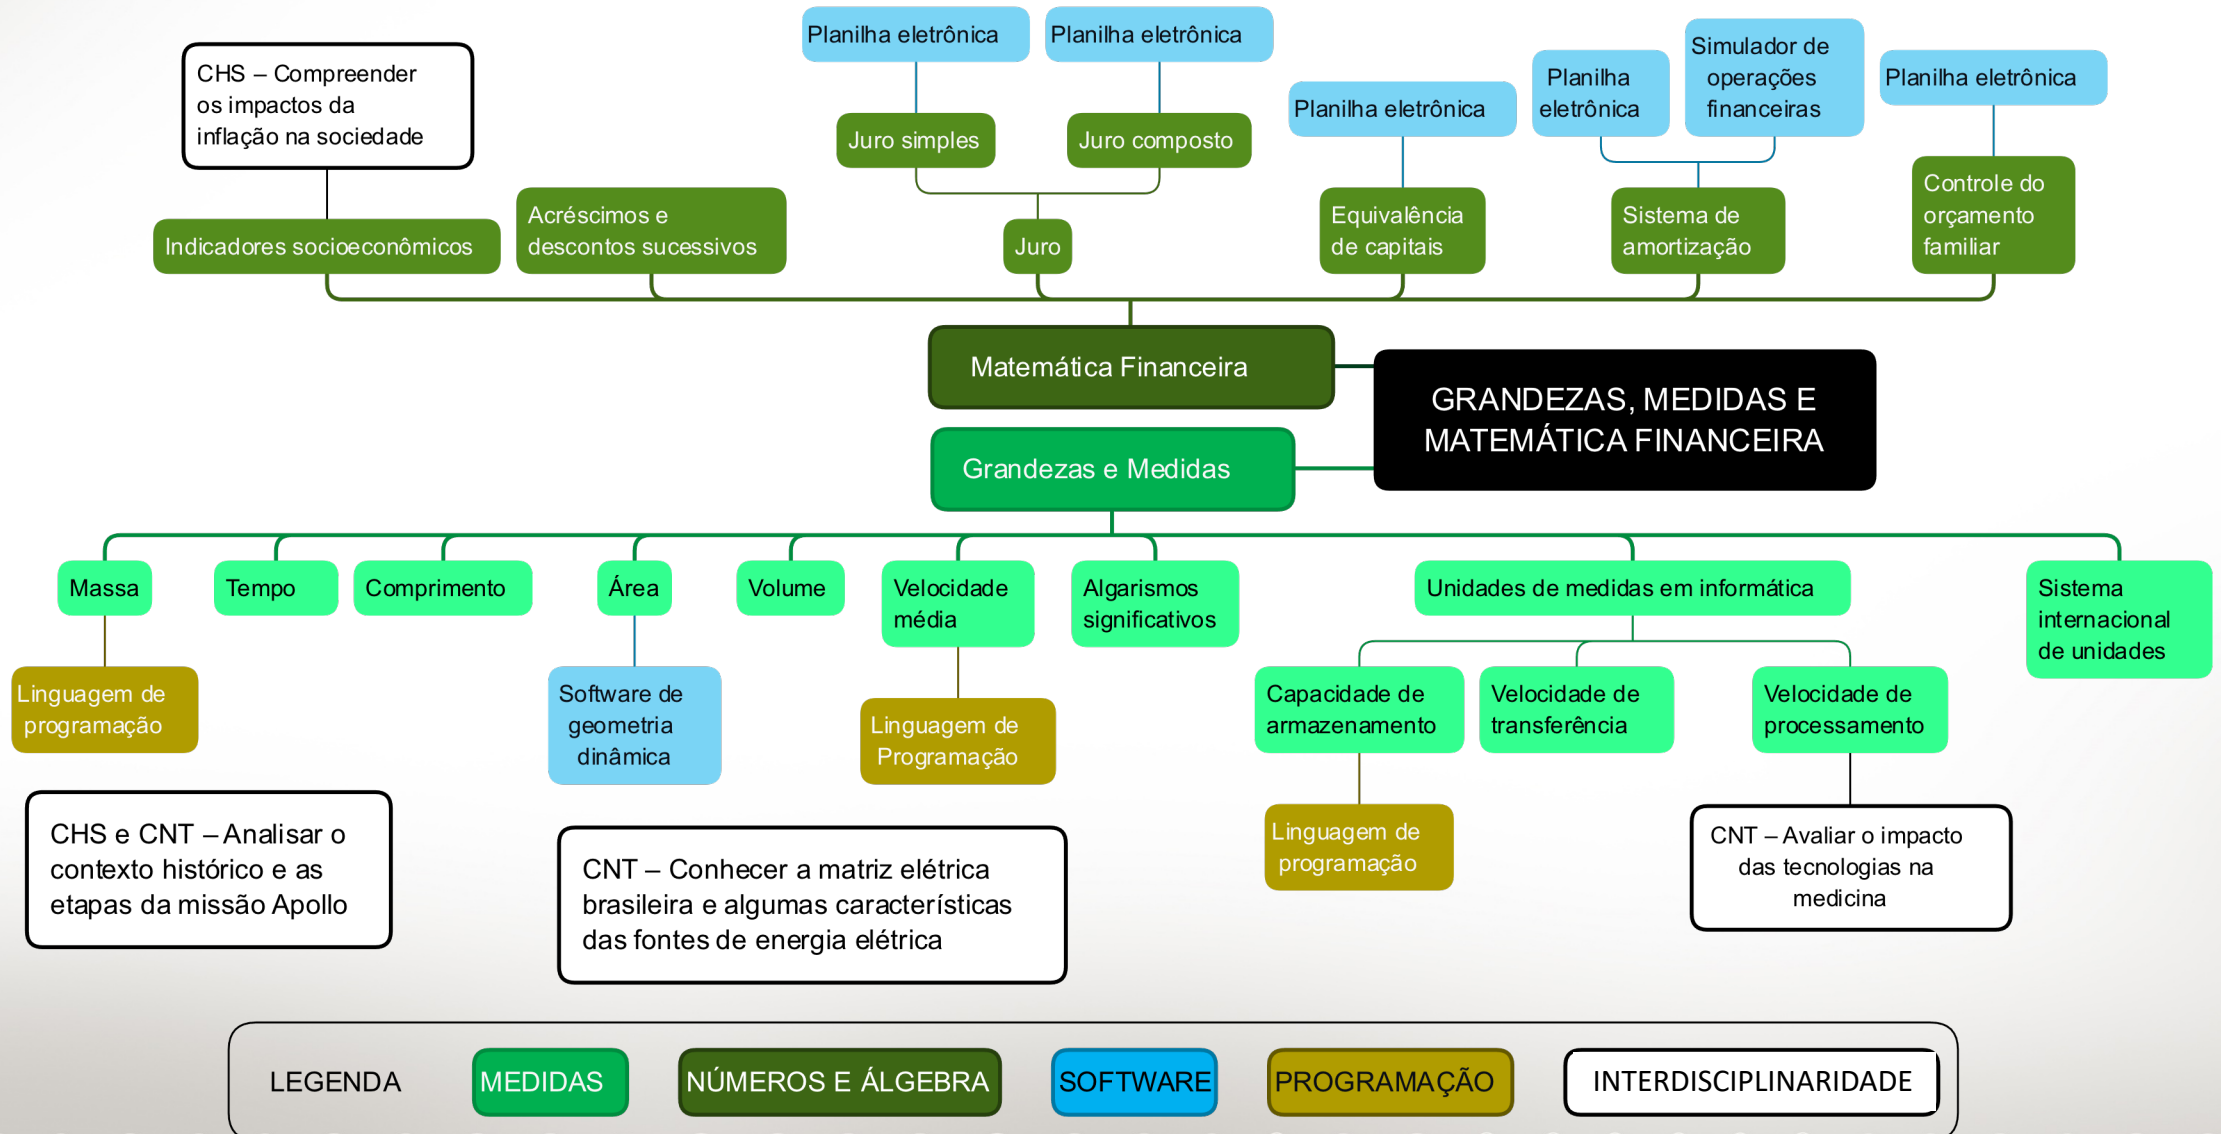 Planilha eletrônica
Planilha eletrônica
Simulador de
operações
financeiras
Planilha
eletrônica
Planilha eletrônica
Planilha eletrônica
CHS – Compreender
os impactos da
inflação na sociedade
Juro simples
Juro composto
Indicadores socioeconômicos
Acréscimos e
descontos sucessivos
Juro
Equivalência
de capitais
Sistema de
amortização
Controle do
orçamento
familiar
Matemática Financeira
GRANDEZAS, MEDIDAS E
MATEMÁTICA FINANCEIRA
Grandezas e Medidas
Massa
Tempo
Comprimento
Área
Volume
Velocidade
média
Algarismos
significativos
Unidades de medidas em informática
Sistema
internacional
de unidades
Linguagem de
programação
Software de
geometria
dinâmica
Linguagem de
Programação
Capacidade de
armazenamento
Velocidade de
transferência
Velocidade de
processamento
Linguagem de
programação
CHS e CNT – Analisar o
contexto histórico e as
etapas da missão Apollo
CNT – Conhecer a matriz elétrica
brasileira e algumas características
das fontes de energia elétrica
CNT – Avaliar o impacto
das tecnologias na
medicina
LEGENDA
MEDIDAS
NÚMEROS E ÁLGEBRA
SOFTWARE
PROGRAMAÇÃO
INTERDISCIPLINARIDADE